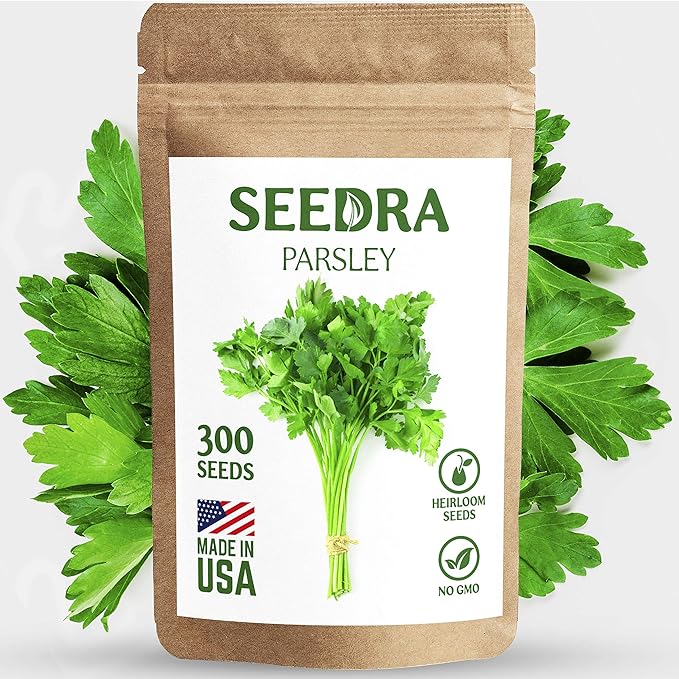 SEEDRA
PARSLEY
300
SEEDS
MADE IN
USA
HEIRLOOM
SEEDS
NO GMO